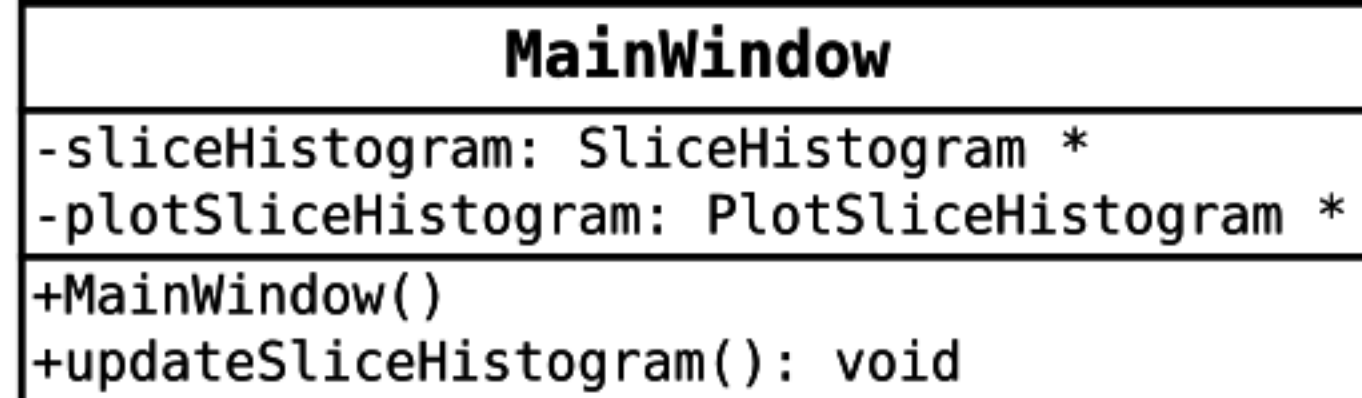 MainWindow
-sliceHistogram: SliceHistogram *
-plotSliceHistogram: PlotSliceHistogram *
+MainWindow()
+updateSliceHistogram(): void